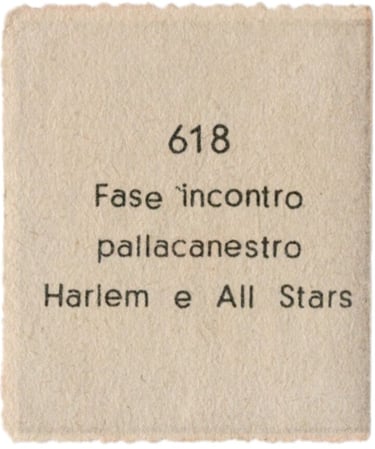 618
Fase incontro
pallacanestro
Harlem e All Stars